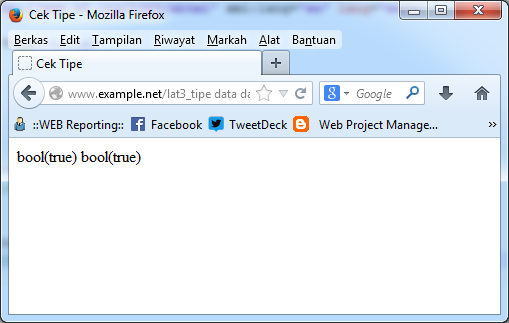 Cek Tipe - Mozilla Firefox
Berkas Edit Tampilan Riwayat Markah Alat Bantuan
Cek Tipe
www.example.net/lat3_tipe data da
Google
::WEB Reporting:: Facebook TweetDeck Web Project Manage... »
bool(true) bool(true)